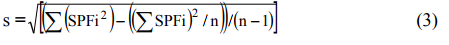 s = √[(∑(SPFi²)−((∑SPFi)²/n))/(n−1)] (3)